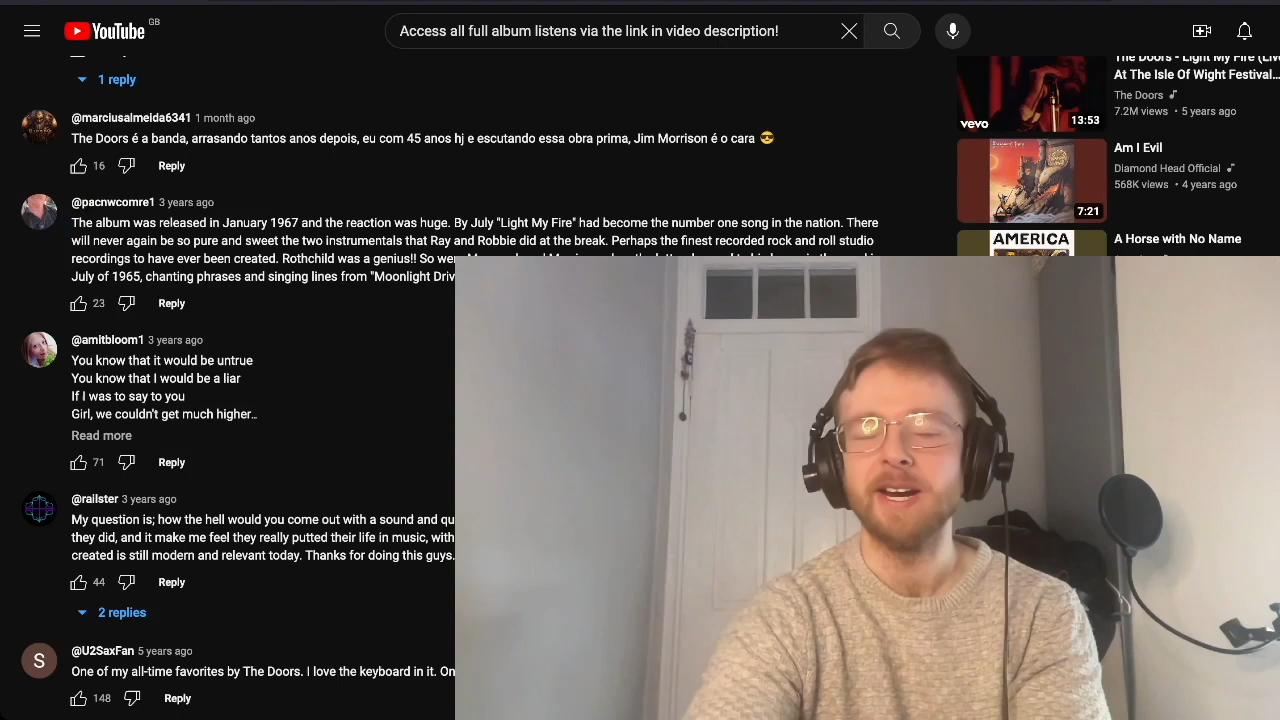 YouTube GB
Access all full album listens via the link in video description!
1 reply
@marciusalmeida6341 1 month ago
The Doors é a banda, arrasando tantos anos depois, eu com 45 anos hj e escutando essa obra prima, Jim Morrison é o cara
16 Reply
@pacnwcomre1 3 years ago
The album was released in January 1967 and the reaction was huge. By July "Light My Fire" had become the number one song in the nation. There
will never again be so pure and sweet the two instrumentals that Ray and Robbie did at the break. Perhaps the finest recorded rock and roll studio
recordings to have ever been created. Rothchild was a genius!! So
July of 1965, chanting phrases and singing lines from "Moonlight Driv
23 Reply
@amitbloom1 3 years ago
You know that it would be untrue
You know that I would be a liar
If I was to say to you
Girl, we couldn't get much higher...
Read more
71 Reply
@railster 3 years ago
My question is; how the hell would you come out with a sound and qu
they did, and it make me feel they really putted their life in music, with
created is still modern and relevant today. Thanks for doing this guys.
44 Reply
2 replies
S
@U2SaxFan 5 years ago
One of my all-time favorites by The Doors. I love the keyboard in it. On
148 Reply
The Doors - Light My Fire (Live
At The Isle Of Wight Festival...
The Doors
7.2M views • 5 years ago
vevo
13:53
Am I Evil
Diamond Head Official
568K views • 4 years ago
7:21
AMERICA
A Horse with No Name